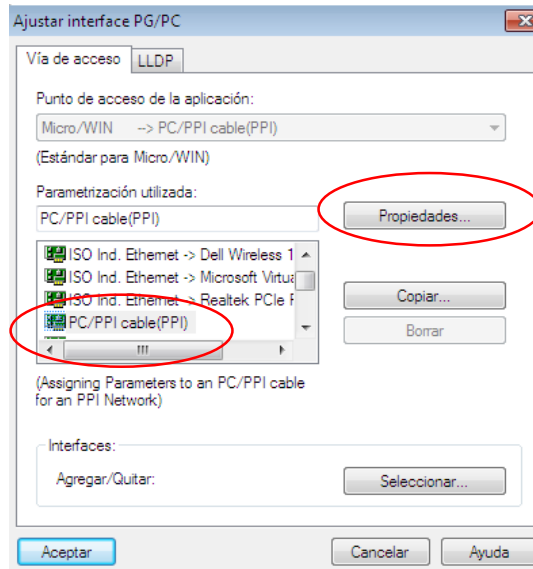 Ajustar interface PG/PC
Vía de acceso
LLDP
Punto de acceso de la aplicación:
Micro/WIN --> PC/PPI cable(PPI)
(Estándar para Micro/WIN)
Parametrización utilizada:
PC/PPI cable(PPI)
Propiedades...
ISO Ind. Ethernet -> Dell Wireless 1
ISO Ind. Ethernet -> Microsoft Virtua
ISO Ind. Ethernet -> Realtek PCIe F
PC/PPI cable(PPI)
Copiar...
Borrar
(Assigning Parameters to an PC/PPI cable
for an PPI Network)
Interfaces:
Agregar/Quitar:
Seleccionar...
Aceptar
Cancelar
Ayuda